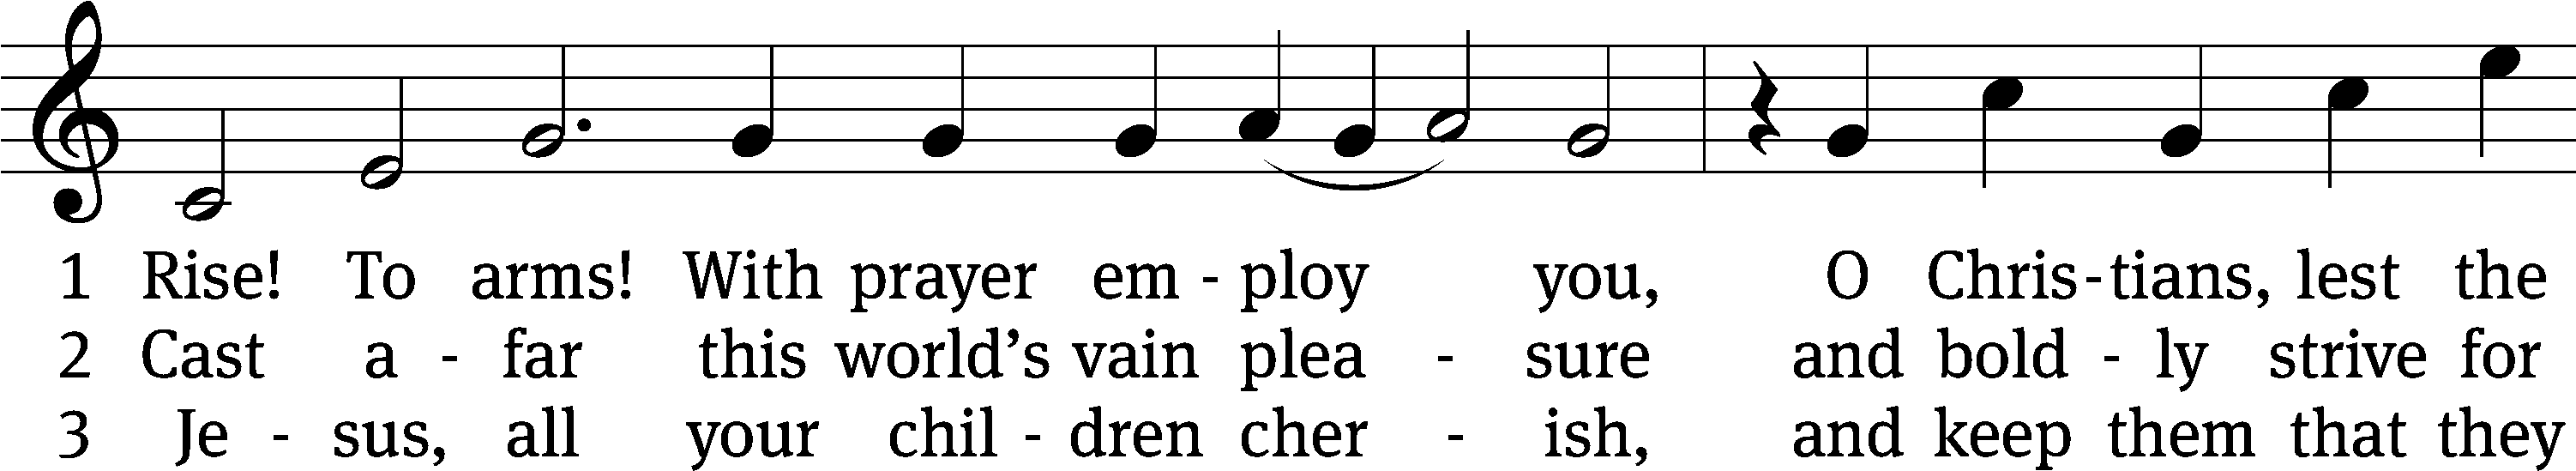 1 Rise! To arms! With prayer em - ploy you, O Chris - tians, lest the
2 Cast a - far this world’s vain plea - sure and bold - ly strive for
3 Je - sus, all your chil - dren cher - ish, and keep them that they